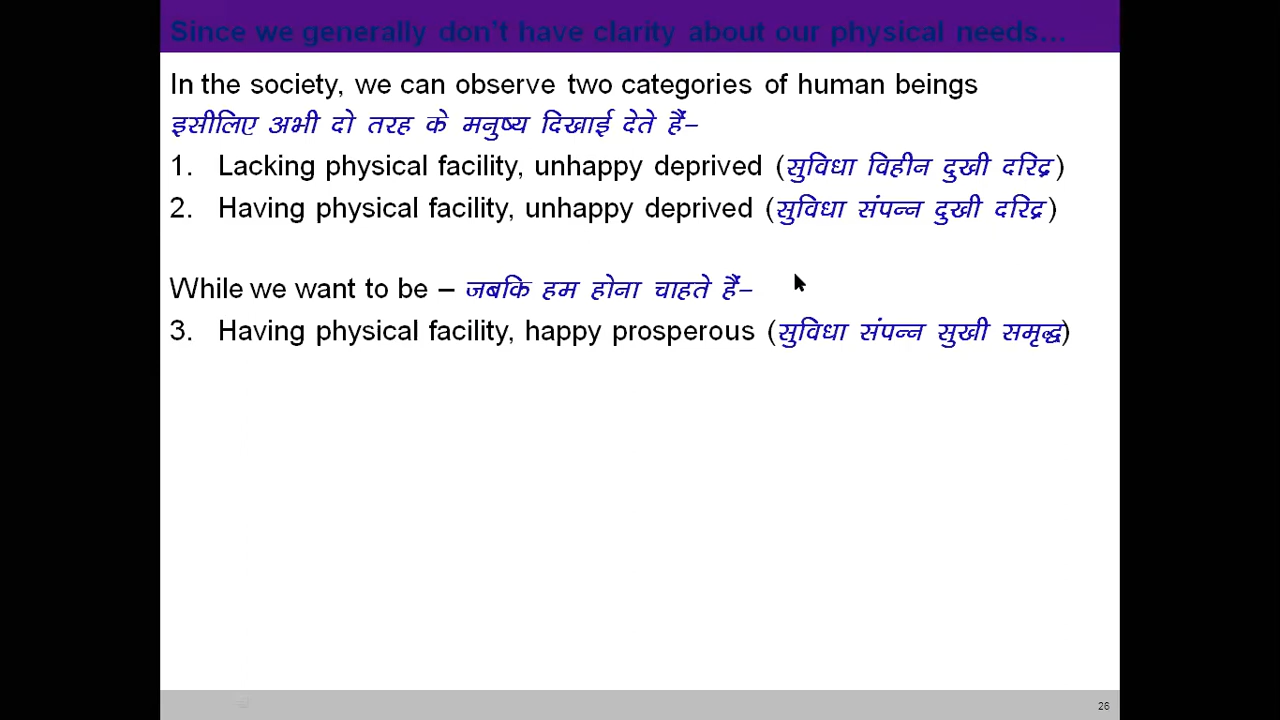 Since we generally don't have clarity about our physical needs…
In the society, we can observe two categories of human beings
इसीलिए अभी दो तरह के मनुष्य दिखाई देते हैं–
1. Lacking physical facility, unhappy deprived (सुविधा विहीन दुखी दरिद्र)
2. Having physical facility, unhappy deprived (सुविधा संपन्न दुखी दरिद्र)
While we want to be – जबकि हम होना चाहते हैं–
3. Having physical facility, happy prosperous (सुविधा संपन्न सुखी समृद्ध)
26